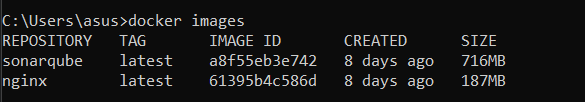 C:\Users\asus>docker images
REPOSITORY   TAG       IMAGE ID       CREATED      SIZE
sonarqube    latest    a8f55eb3e742   8 days ago   716MB
nginx        latest    61395b4c586d   8 days ago   187MB